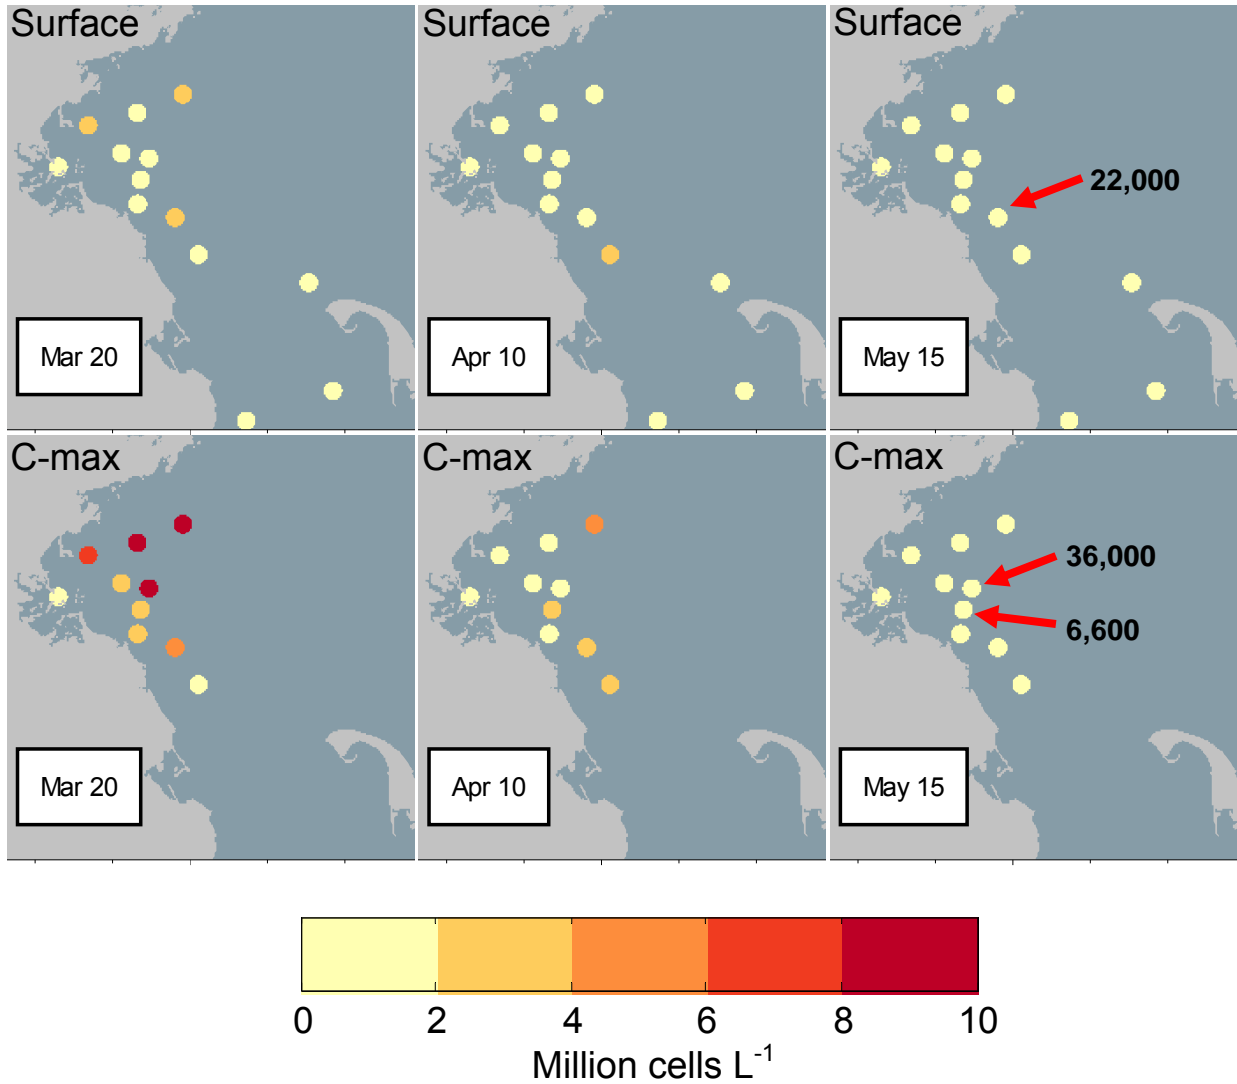 Surface
Surface
Surface
22,000
Mar 20
Apr 10
May 15
C-max
C-max
C-max
36,000
6,600
Mar 20
Apr 10
May 15
0 2 4 6 8 10
Million cells L⁻¹